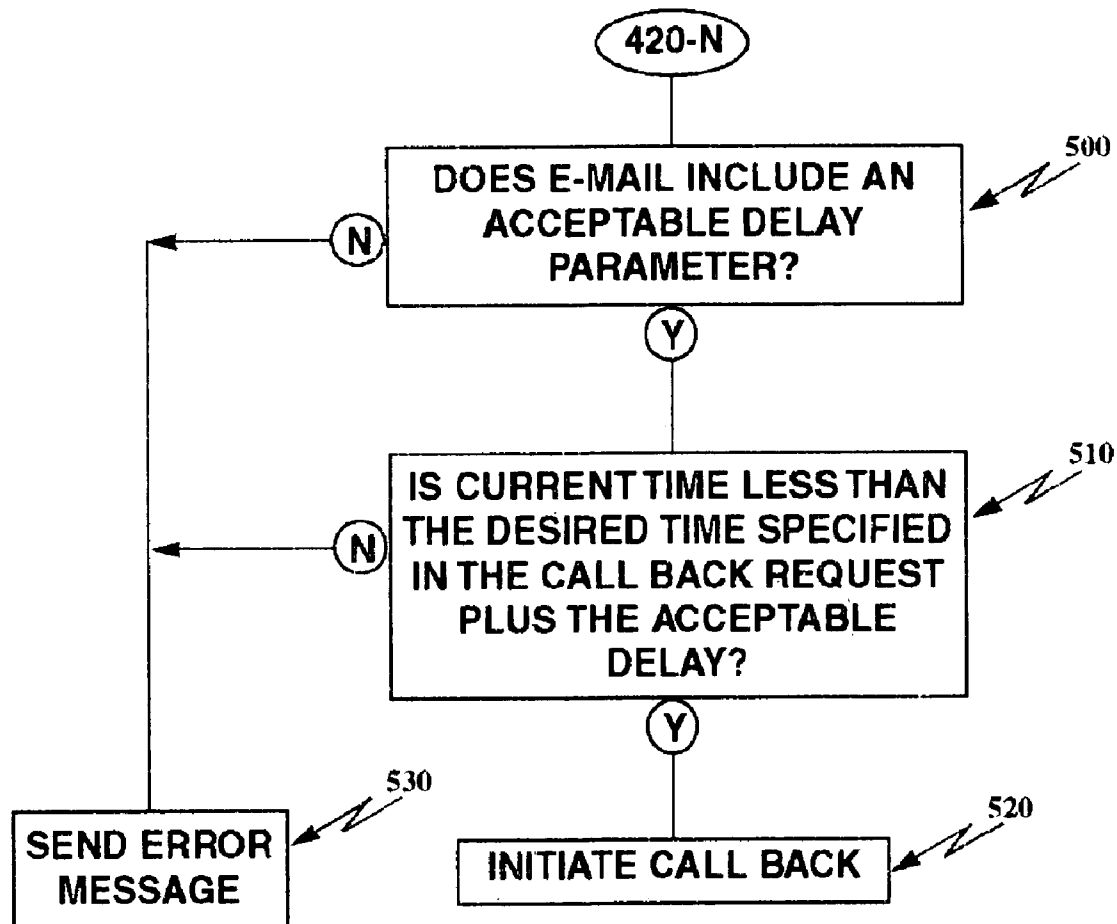 420-N
500
DOES E-MAIL INCLUDE AN
ACCEPTABLE DELAY
PARAMETER?
N
Y
510
IS CURRENT TIME LESS THAN
THE DESIRED TIME SPECIFIED
IN THE CALL BACK REQUEST
PLUS THE ACCEPTABLE
DELAY?
N
Y
530
SEND ERROR
MESSAGE
520
INITIATE CALL BACK